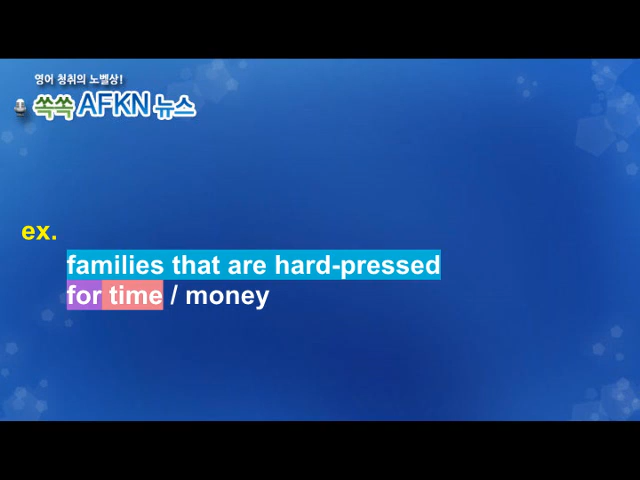 영어 청취의 노벨상!
쏙쏙 AFKN 뉴스
ex.
families that are hard-pressed
for time / money